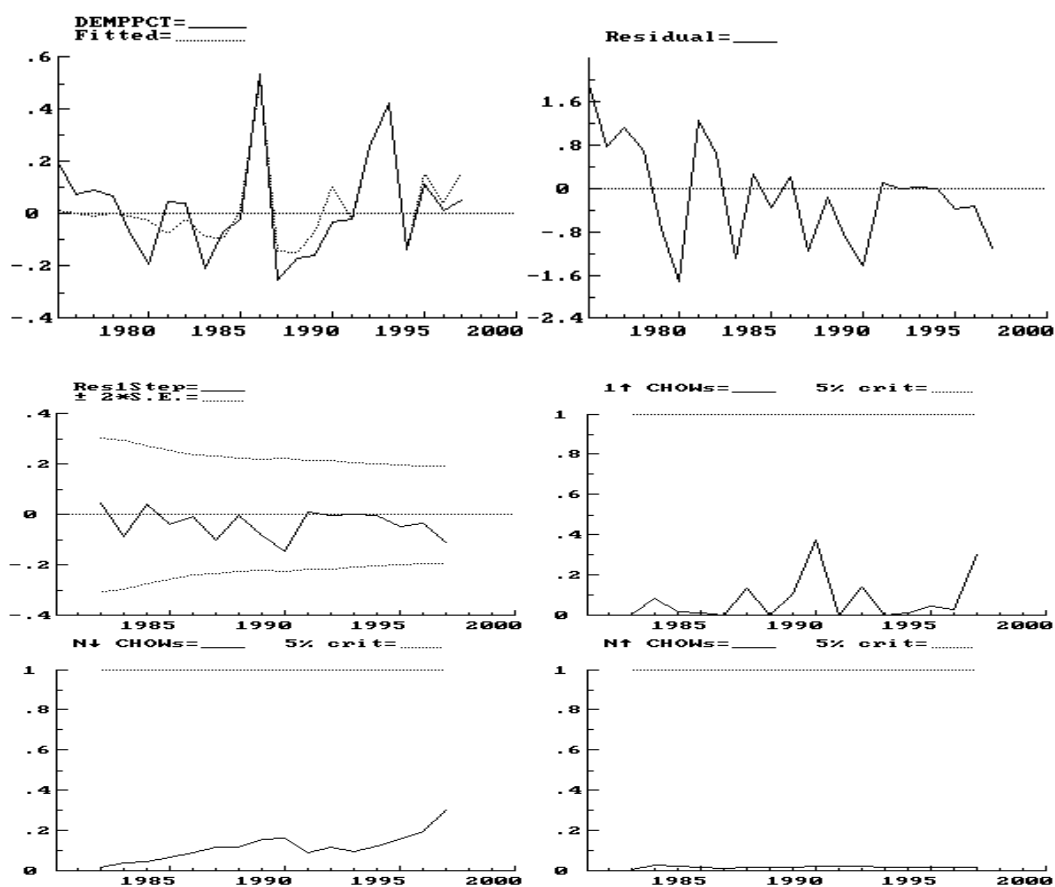 DEMPPCT=
Fitted=
.6
.4
.2
0
-.2
-.4
1980 1985 1990 1995 2000
Residual=
1.6
.8
0
-.8
-1.6
-2.4
1980 1985 1990 1995 2000
Res1Step=
± 2*S.E.=
.4
.2
0
-.2
-.4
1985 1990 1995 2000
1↑ CHOWs= 5% crit=
1
.8
.6
.4
.2
0
1985 1990 1995 2000
N↓ CHOWs= 5% crit=
1
.8
.6
.4
.2
0
1985 1990 1995 2000
N↑ CHOWs= 5% crit=
1
.8
.6
.4
.2
0
1985 1990 1995 2000